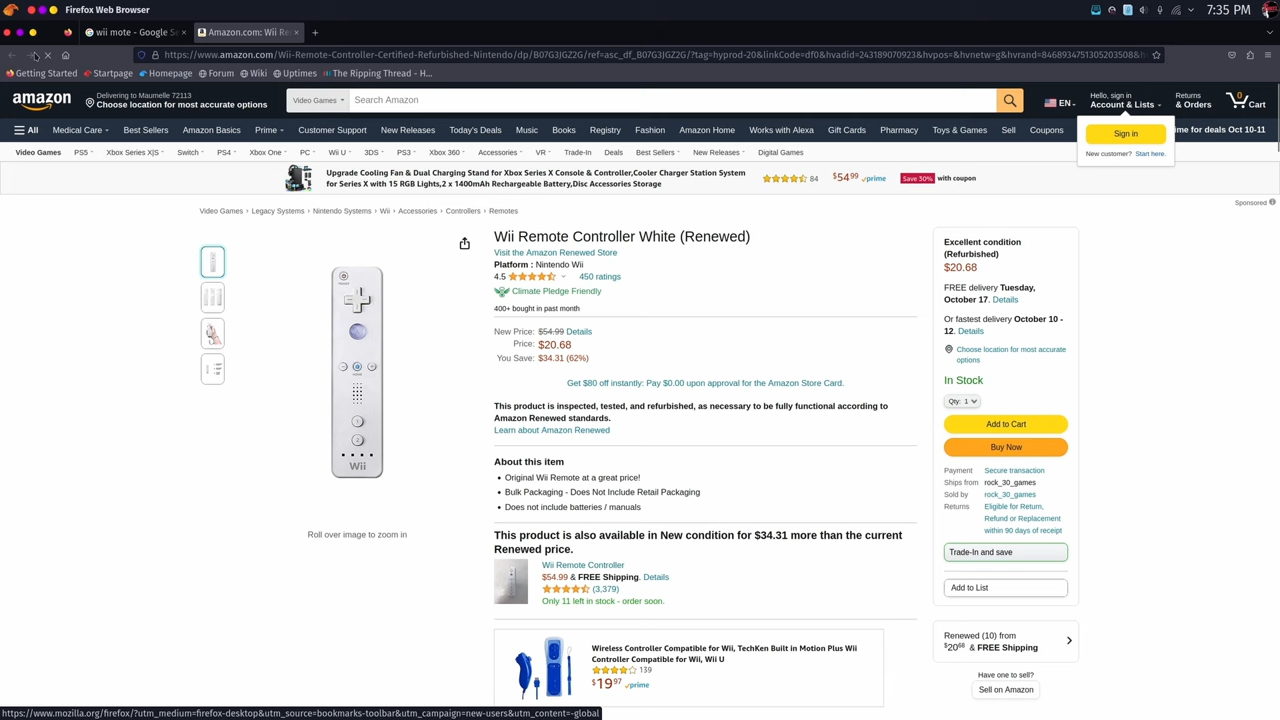 Firefox Web Browser
7:35 PM
wii mote - Google Se
Amazon.com: Wii Re
https://www.amazon.com/Wii-Remote-Controller-Certified-Refurbished-Nintendo/dp/B07G3JGZ2G/ref=asc_df_B07G3JGZ2G/?tag=hyprod-20&linkCode=df0&hvadid=243189070923&hvpos=&hvnetw=g&hvrand=8468934751305203508&h
Getting Started
Startpage
Homepage
Forum
Wiki
Uptimes
The Ripping Thread - H...
amazon
Delivering to Maumelle 72113
Choose location for most accurate options
Video Games
Search Amazon
EN
Hello, sign in
Account & Lists
Returns
& Orders
0
Cart
All
Medical Care
Best Sellers
Amazon Basics
Prime
Customer Support
New Releases
Today's Deals
Music
Books
Registry
Fashion
Amazon Home
Works with Alexa
Gift Cards
Pharmacy
Toys & Games
Sell
Coupons
ime for deals Oct 10-11
Sign in
New customer? Start here.
Video Games
PS5
Xbox Series X|S
Switch
PS4
Xbox One
PC
Wii U
3DS
PS3
Xbox 360
Accessories
VR
Trade-In
Deals
Best Sellers
New Releases
Digital Games
Upgrade Cooling Fan & Dual Charging Stand for Xbox Series X Console & Controller,Cooler Charger Station System
for Series X with 15 RGB Lights,2 x 1400mAh Rechargeable Battery,Disc Accessories Storage
84
$54.99 prime
Save 30% with coupon
Sponsored
Video Games › Legacy Systems › Nintendo Systems › Wii › Accessories › Controllers › Remotes
Wii Remote Controller White (Renewed)
Visit the Amazon Renewed Store
Platform : Nintendo Wii
4.5 450 ratings
Climate Pledge Friendly
400+ bought in past month
New Price: $54.99 Details
Price: $20.68
You Save: $34.31 (62%)
Get $80 off instantly: Pay $0.00 upon approval for the Amazon Store Card.
This product is inspected, tested, and refurbished, as necessary to be fully functional according to
Amazon Renewed standards.
Learn about Amazon Renewed
About this item
• Original Wii Remote at a great price!
• Bulk Packaging - Does Not Include Retail Packaging
• Does not include batteries / manuals
This product is also available in New condition for $34.31 more than the current
Renewed price.
Wii Remote Controller
$54.99 & FREE Shipping. Details
(3,379)
Only 11 left in stock - order soon.
Wireless Controller Compatible for Wii, TechKen Built in Motion Plus Wii
Controller Compatible for Wii, Wii U
139
$19.97 prime
HOME
1
2
Wii
Roll over image to zoom in
Excellent condition
(Refurbished)
$20.68
FREE delivery Tuesday,
October 17. Details
Or fastest delivery October 10 -
12. Details
Choose location for most accurate
options
In Stock
Qty: 1
Add to Cart
Buy Now
Payment Secure transaction
Ships from rock_30_games
Sold by rock_30_games
Returns Eligible for Return,
Refund or Replacement
within 90 days of receipt
Trade-In and save
Add to List
Renewed (10) from
$20.68 & FREE Shipping
Have one to sell?
Sell on Amazon
https://www.mozilla.org/firefox/?utm_medium=firefox-desktop&utm_source=bookmarks-toolbar&utm_campaign=new-users&utm_content=-global